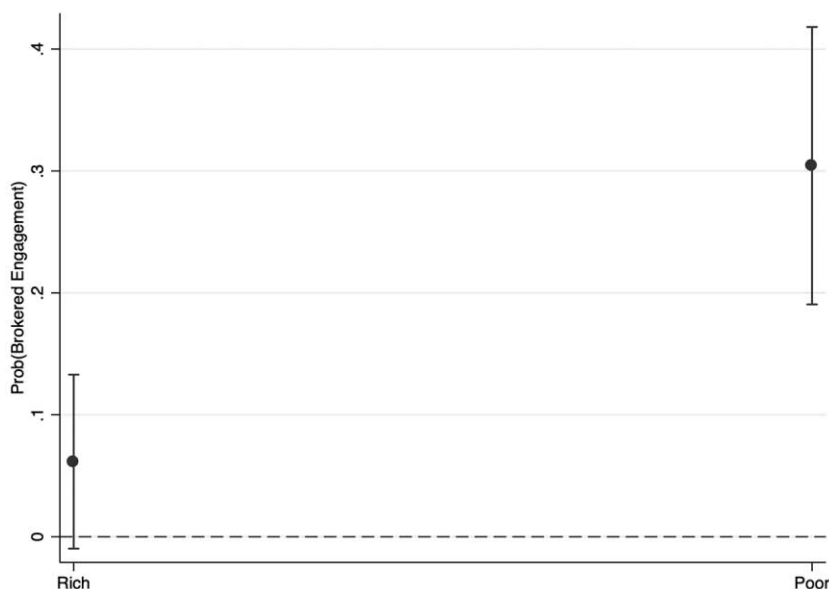 .4
.3
.2
.1
0
Prob(Brokered Engagement)
Rich
Poor